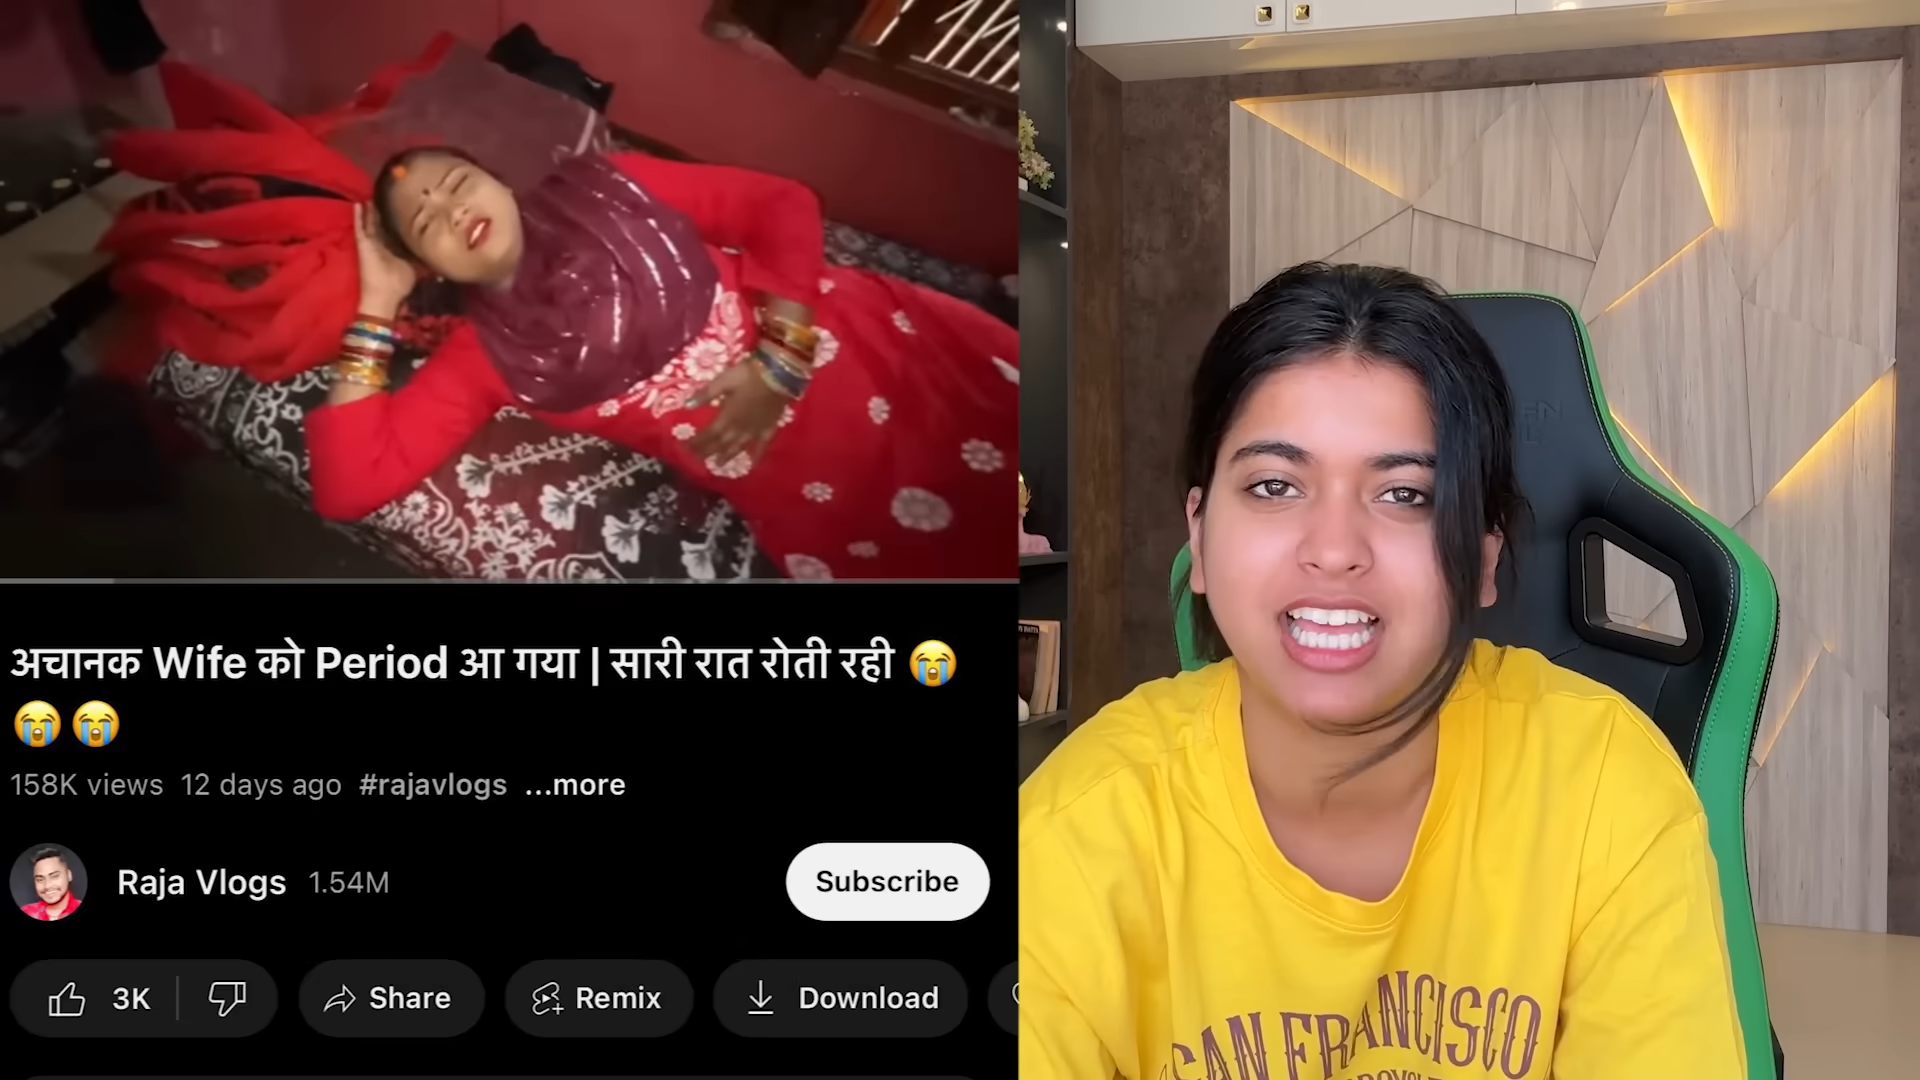 अचानक Wife को Period आ गया | सारी रात रोती रही 😭
😭 😭
158K views 12 days ago #rajavlogs ...more
Raja Vlogs 1.54M
Subscribe
3K Share Remix Download
SAN FRANCISCO